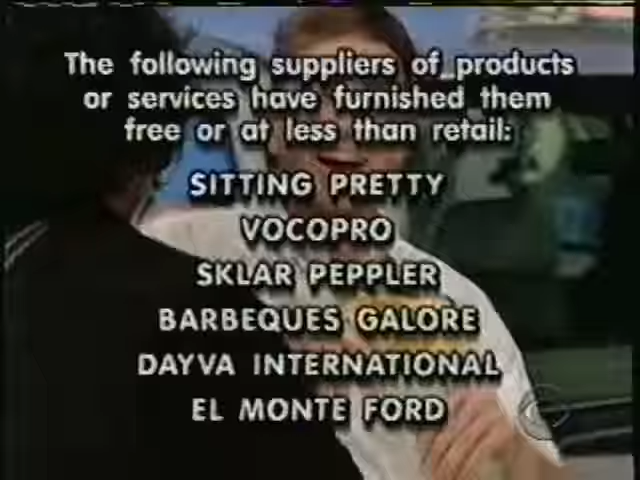 The following suppliers of products
or services have furnished them
free or at less than retail:
SITTING PRETTY
VOCOPRO
SKLAR PEPPLER
BARBEQUES GALORE
DAYVA INTERNATIONAL
EL MONTE FORD